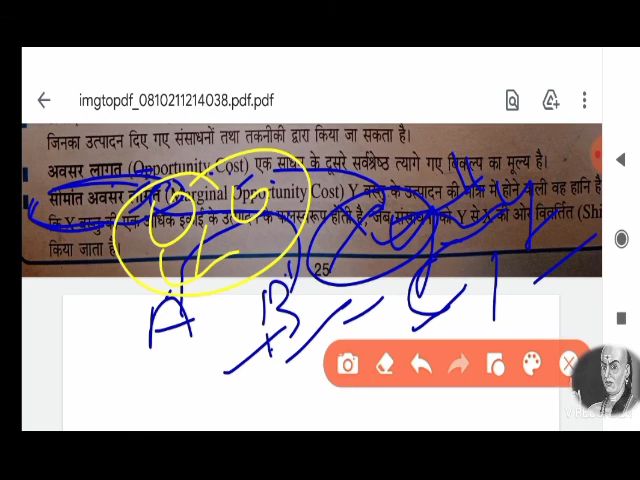 imgtopdf_0810211214038.pdf.pdf
जिनका उत्पादन दिए गए संसाधनों तथा तकनीकी द्वारा किया जा सकता है।
अवसर लागत (Opportunity Cost) एक साधन के दूसरे सर्वश्रेष्ठ त्यागे गए विकल्प का मूल्य है।
सीमांत अवसर लागत (Marginal Opportunity Cost) Y वस्तु के उत्पादन की मात्रा में होने वाली वह हानि है
कि Y वस्तु की एक अधिक इकाई के उत्पादन के फलस्वरूप होती है, जब संसाधनों को Y से X की ओर विवर्तित (Shi
किया जाता है।
25
A B